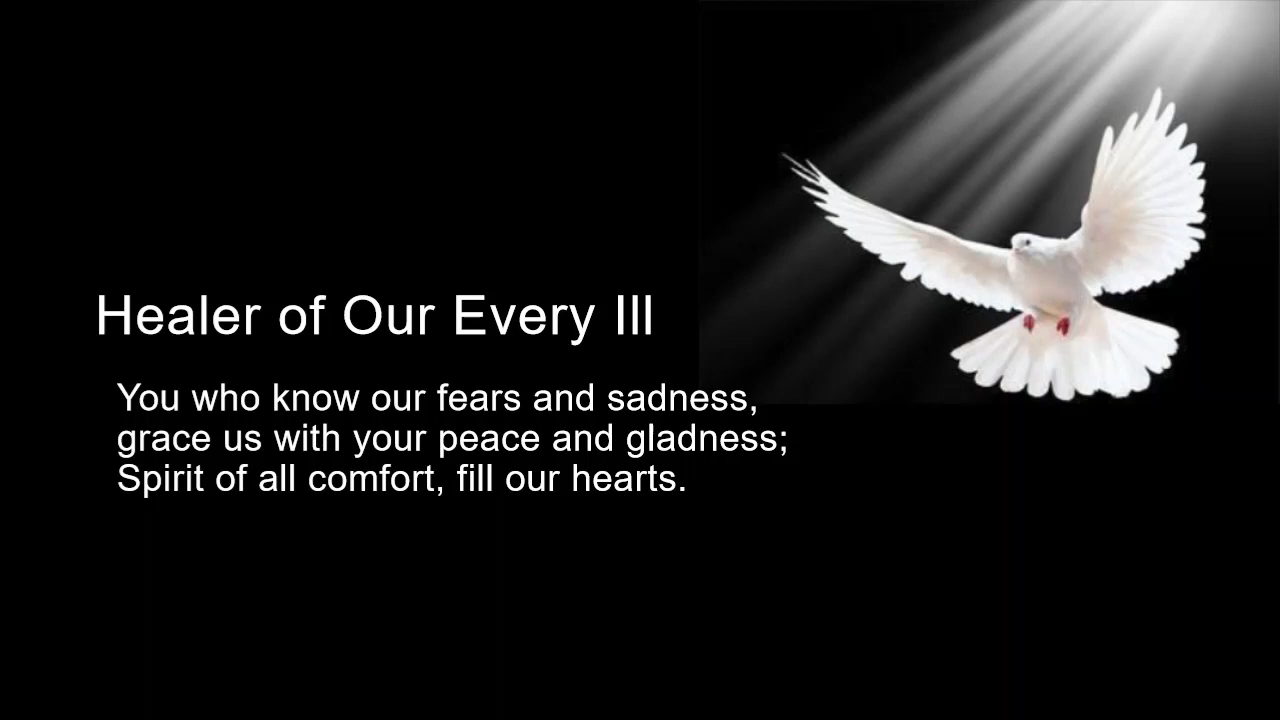 Healer of Our Every Ill
You who know our fears and sadness,
grace us with your peace and gladness;
Spirit of all comfort, fill our hearts.